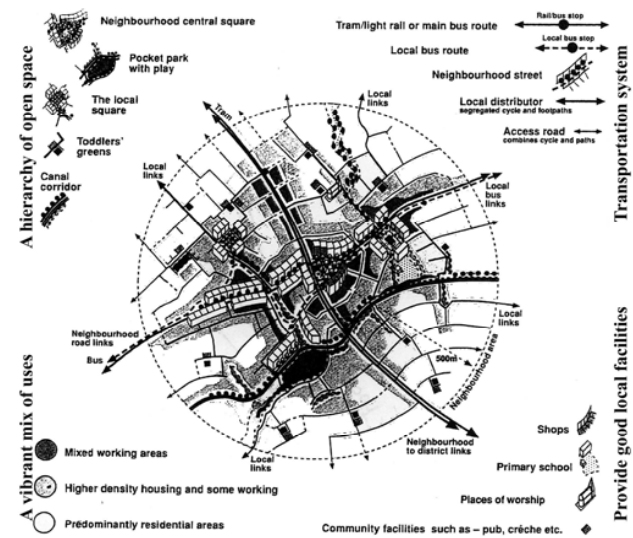 A hierarchy of open space
Neighbourhood central square
Pocket park
with play
The local
square
Toddlers'
greens
Canal
corridor
Transportation system
Tram/light rail or main bus route
Rail/bus stop
Local bus route
Local bus stop
Neighbourhood street
Local distributor
segregated cycle and footpaths
Access road
combines cycle and paths
Tram
Local
links
Local
links
Local
bus
links
Local
links
Neighbourhood
road links
Bus
500m
Neighbourhood area
Neighbourhood
to district links
Local
links
A vibrant mix of uses
Mixed working areas
Higher density housing and some working
Predominantly residential areas
Provide good local facilities
Shops
Primary school
Places of worship
Community facilities such as – pub, crèche etc.